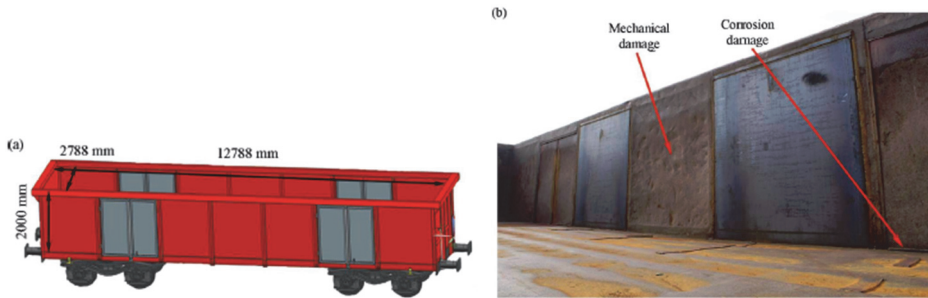 (a)
2788 mm
12788 mm
2000 mm
(b)
Mechanical
damage
Corrosion
damage